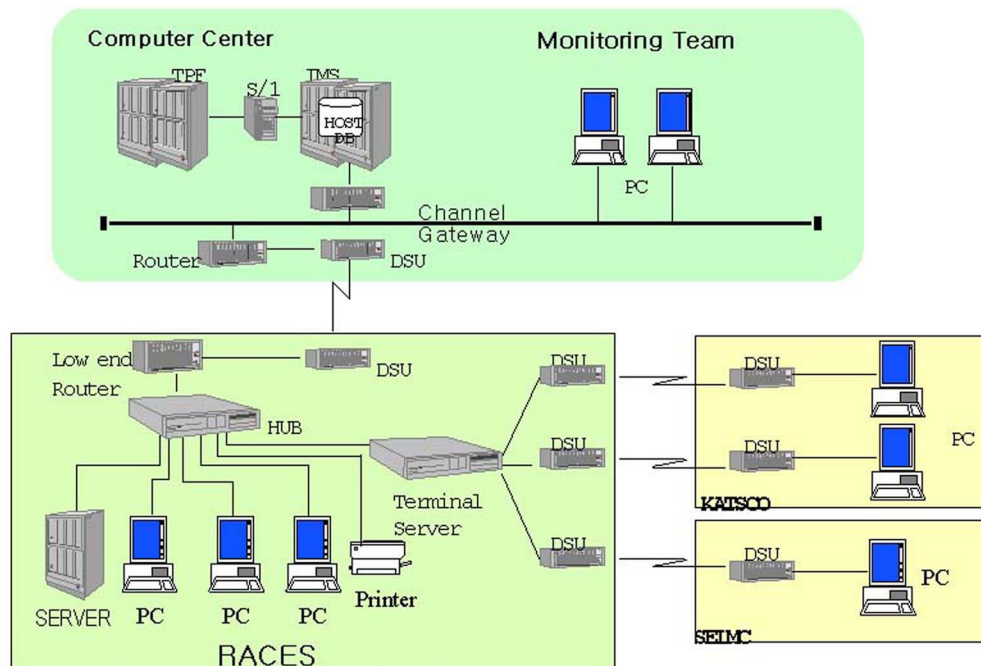 Computer Center
Monitoring Team
TPF
S/1
IMS
HOST
DB
PC
Channel
Gateway
Router
DSU
Low end
Router
DSU
HUB
DSU
DSU
DSU
Terminal
Server
SERVER
PC
PC
PC
Printer
RACES
DSU
DSU
PC
KATSCO
DSU
PC
SELMC